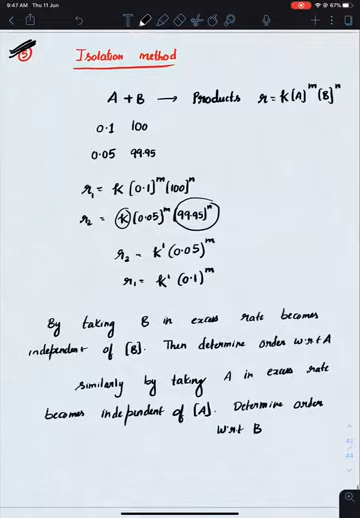 9:47 AM Thu 11 Jun
67%
5
Isolation method
A + B → Products r = K[A]^m [B]^n
0.1 100
0.05 99.95
r₁ = K [0.1]^m [100]^n
r₂ = K (0.05)^m (99.95)^n
r₂ = K' (0.05)^m
r₁ = K' (0.1)^m
By taking B in excess rate becomes
independent of [B]. Then determine order w.r.t A
Similarly by taking A in excess rate
becomes independent of [A]. Determine order
w.r.t B
43
44